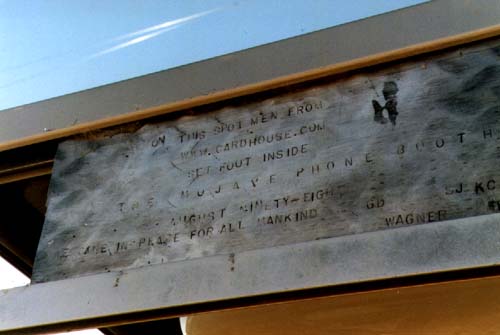 ON THIS SPOT MEN FROM
WWW.CARDHOUSE.COM
SET FOOT INSIDE
THE MOJAVE PHONE BOOTH
AUGUST NINETY-EIGHT
WE CAME IN PEACE FOR ALL MANKIND
GD SJ KC
WAGNER